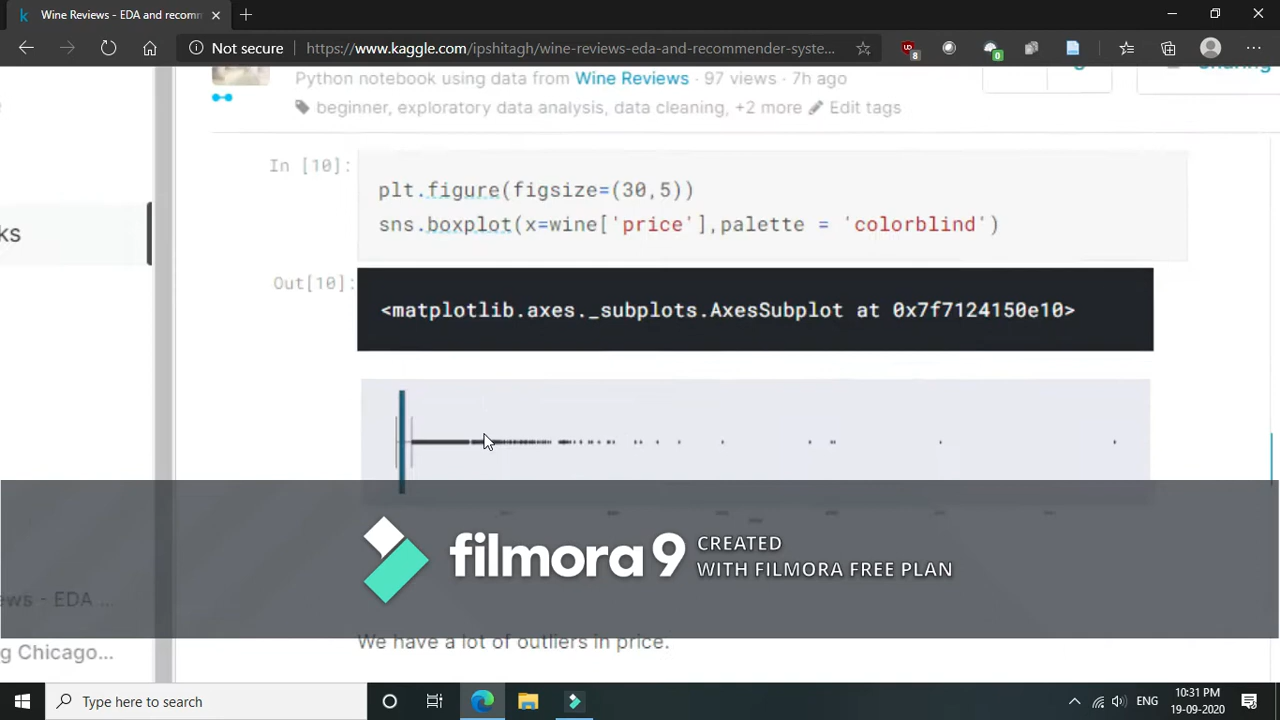 Wine Reviews - EDA and recomm
Not secure
https://www.kaggle.com/ipshitagh/wine-reviews-eda-and-recommender-syste...
8
0
Python notebook using data from Wine Reviews · 97 views · 7h ago
beginner, exploratory data analysis, data cleaning, +2 more Edit tags
In [10]:
plt.figure(figsize=(30,5))
sns.boxplot(x=wine['price'],palette = 'colorblind')
ks
Out[10]:
<matplotlib.axes._subplots.AxesSubplot at 0x7f7124150e10>
filmora 9 CREATED
WITH FILMORA FREE PLAN
ews - EDA ...
We have a lot of outliers in price.
g Chicago...
Type here to search
ENG
10:31 PM
19-09-2020